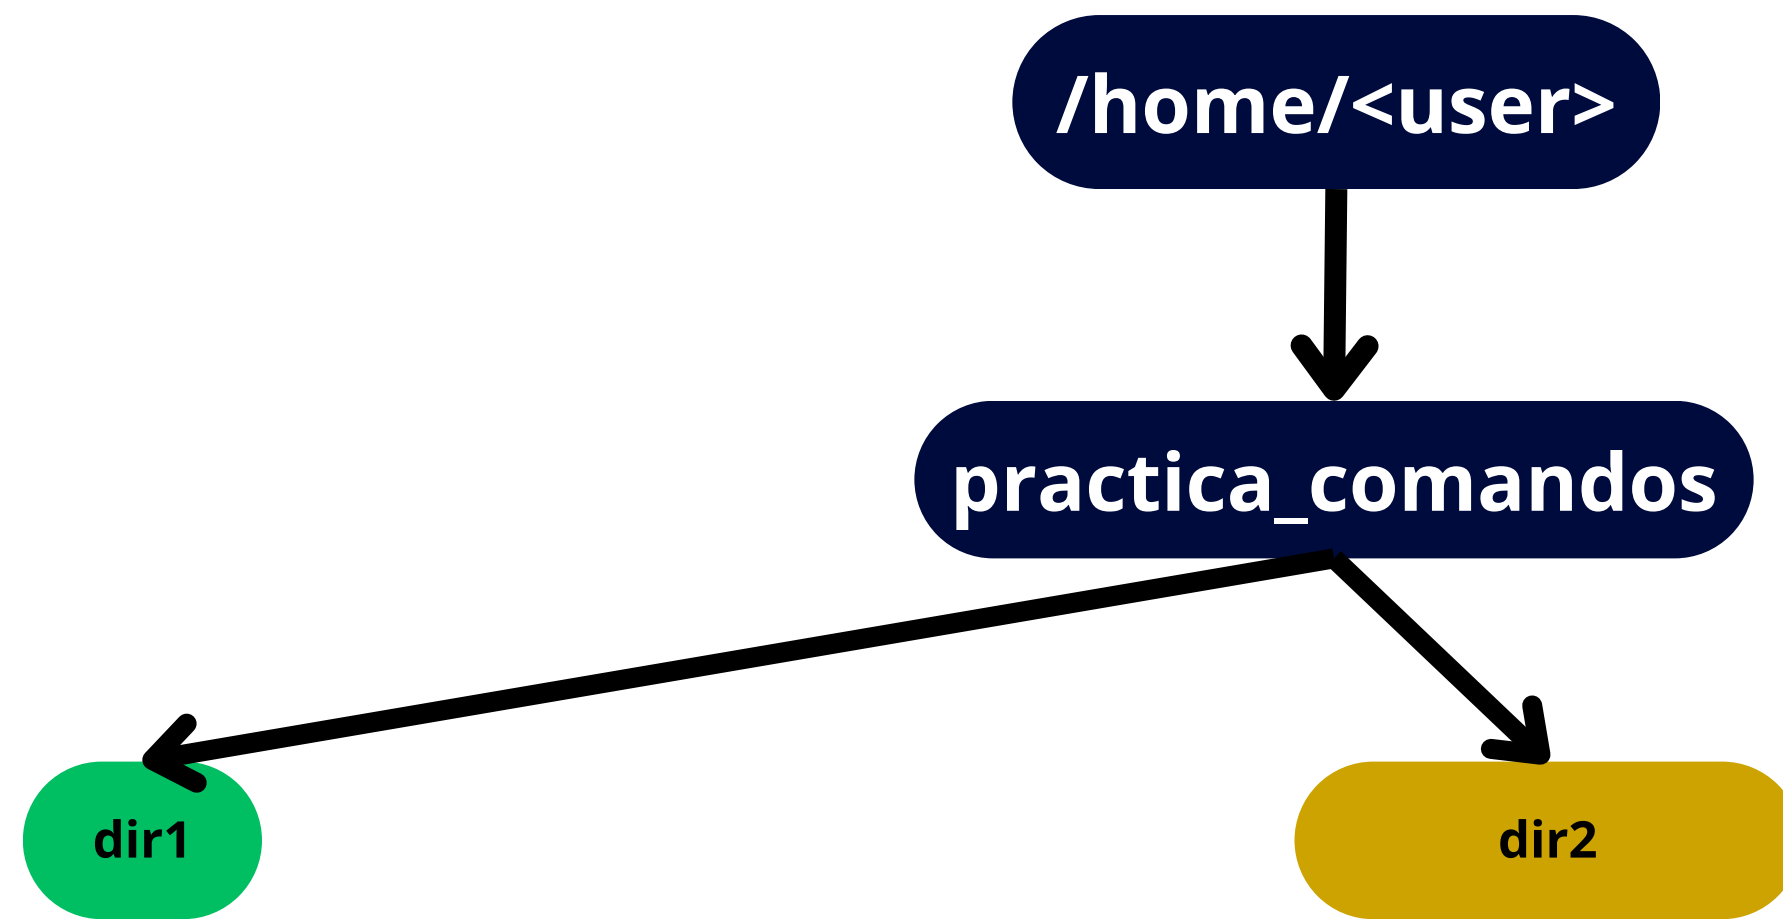 /home/<user>
practica_comandos
dir1
dir2